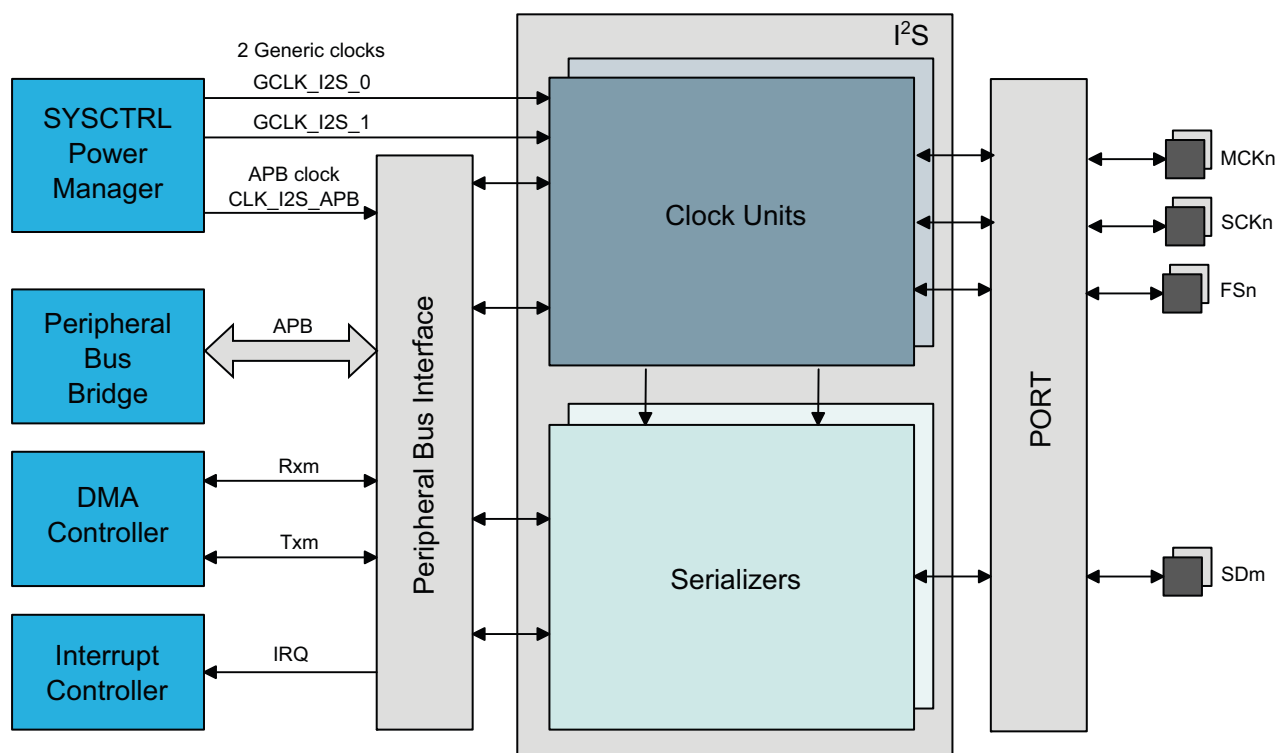 I²S
2 Generic clocks
GCLK_I2S_0
SYSCTRL
Power
Manager
GCLK_I2S_1
APB clock
CLK_I2S_APB
Clock Units
MCKn
SCKn
FSn
Peripheral
Bus
Bridge
APB
Peripheral Bus Interface
PORT
DMA
Controller
Rxm
Txm
Serializers
SDm
Interrupt
Controller
IRQ